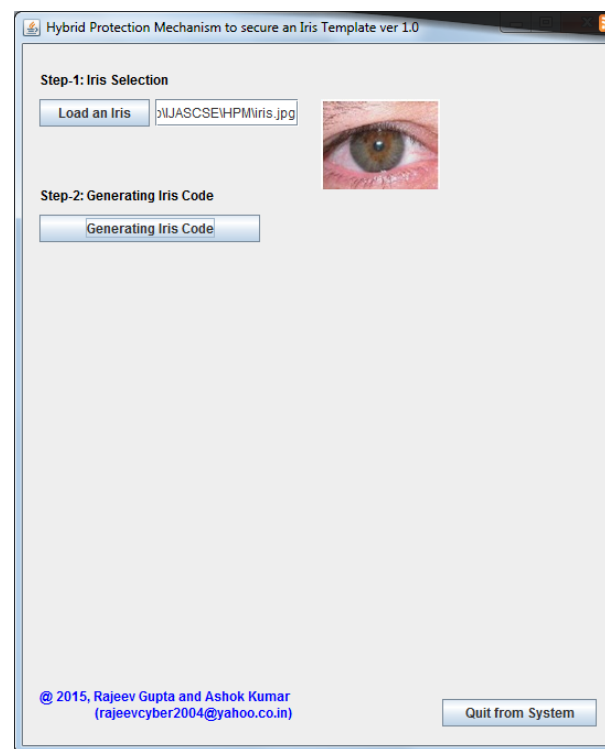 Hybrid Protection Mechanism to secure an Iris Template ver 1.0
Step-1: Iris Selection
Load an Iris
\IJASCSE\HPM\iris.jpg
Step-2: Generating Iris Code
Generating Iris Code
@ 2015, Rajeev Gupta and Ashok Kumar
(rajeevcyber2004@yahoo.co.in)
Quit from System